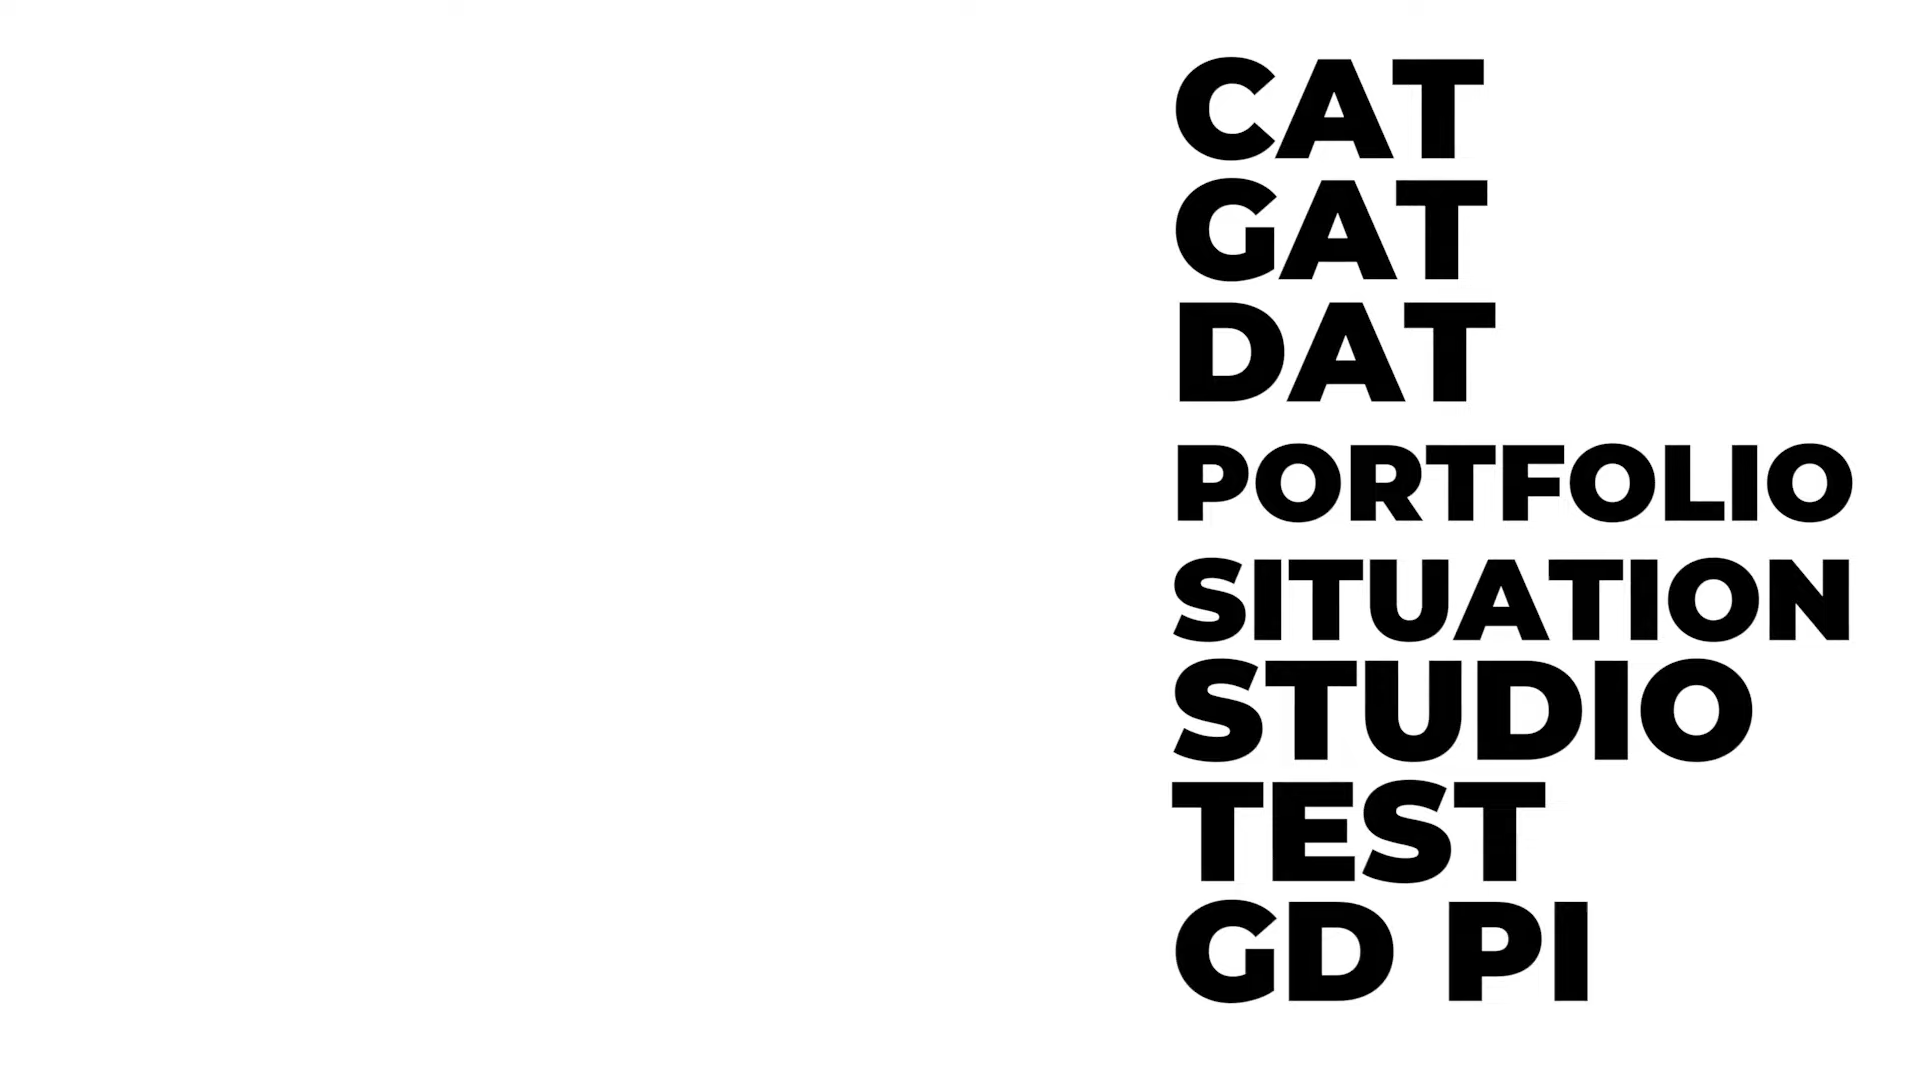 CAT
GAT
DAT
PORTFOLIO
SITUATION
STUDIO
TEST
GD PI